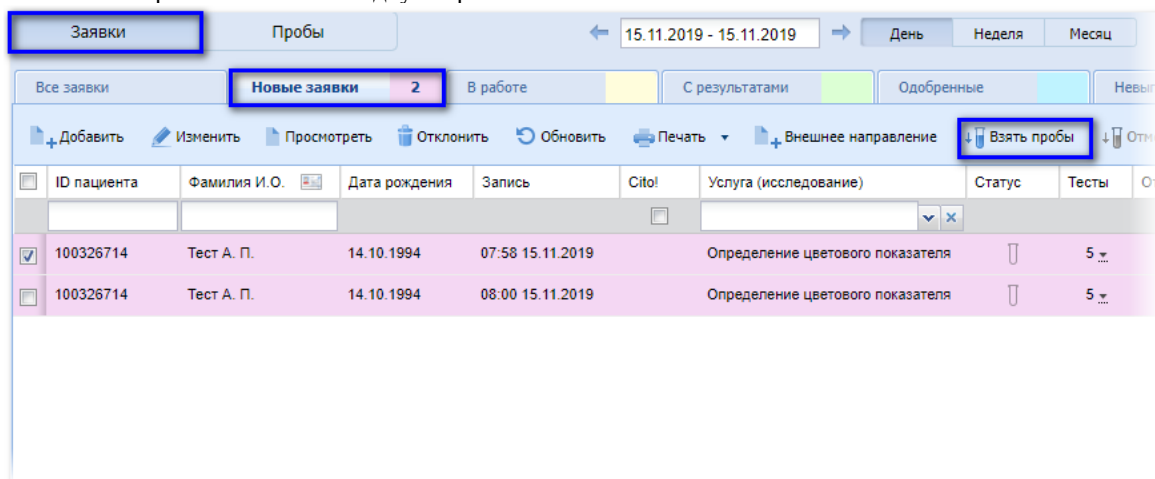 Заявки Пробы 15.11.2019 - 15.11.2019 День Неделя Месяц
Все заявки Новые заявки 2 В работе С результатами Одобренные
Добавить Изменить Просмотреть Отклонить Обновить Печать Внешнее направление Взять пробы
ID пациента Фамилия И.О. Дата рождения Запись Cito! Услуга (исследование) Статус Тесты
100326714 Тест А. П. 14.10.1994 07:58 15.11.2019 Определение цветового показателя 5
100326714 Тест А. П. 14.10.1994 08:00 15.11.2019 Определение цветового показателя 5